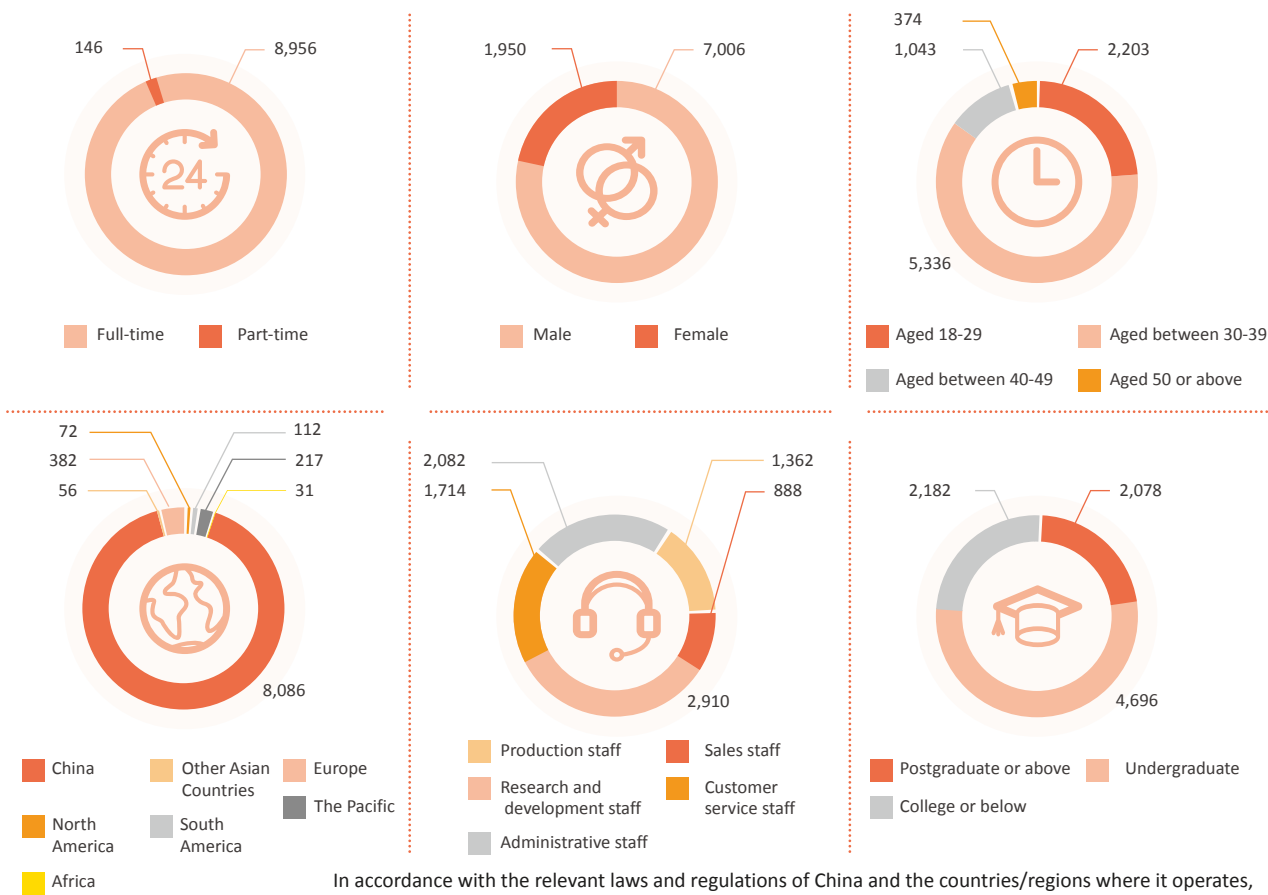 146
8,956
24
Full-time
Part-time
1,950
7,006
Male
Female
374
1,043
2,203
5,336
Aged 18-29
Aged between 30-39
Aged between 40-49
Aged 50 or above
72
382
56
112
217
31
8,086
China
Other Asian
Countries
Europe
The Pacific
North
America
South
America
Africa
2,082
1,714
1,362
888
2,910
Production staff
Sales staff
Research and
development staff
Customer
service staff
Administrative staff
2,182
2,078
4,696
Postgraduate or above
Undergraduate
College or below
In accordance with the relevant laws and regulations of China and the countries/regions where it operates,